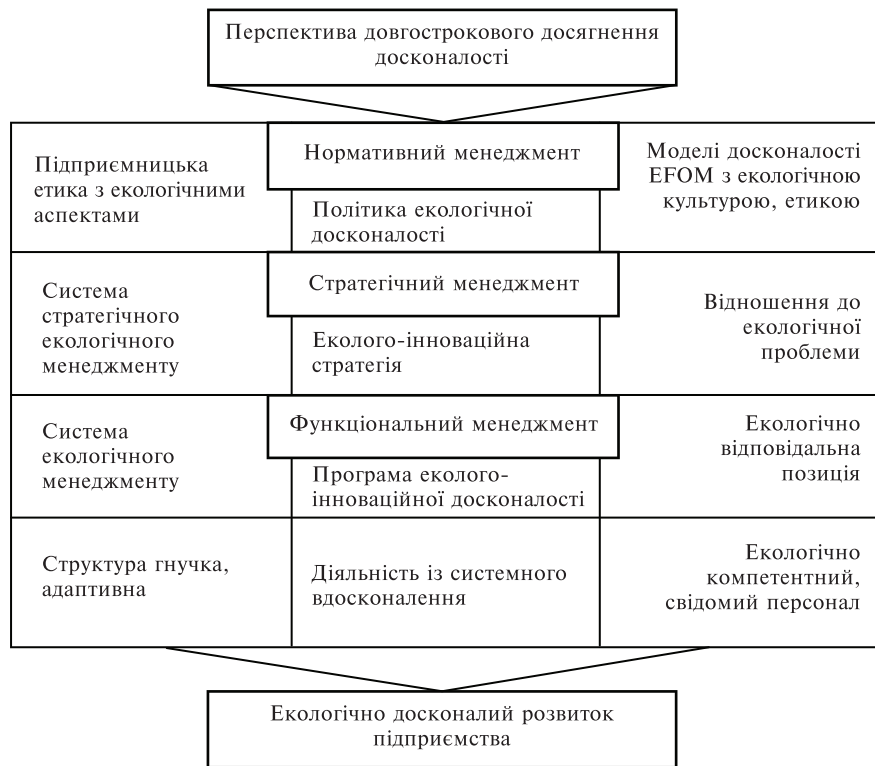 Перспектива довгострокового досягнення
досконалості
Нормативний менеджмент
Підприємницька
етика з екологічними
аспектами
Політика екологічної
досконалості
Моделі досконалості
EFOM з екологічною
культурою, етикою
Стратегічний менеджмент
Система
стратегічного
екологічного
менеджменту
Еколого-інноваційна
стратегія
Відношення до
екологічної
проблеми
Функціональний менеджмент
Система
екологічного
менеджменту
Програма еколого-
інноваційної досконалості
Екологічно
відповідальна
позиція
Структура гнучка,
адаптивна
Діяльність із системного
вдосконалення
Екологічно
компетентний,
свідомий персонал
Екологічно досконалий розвиток
підприємства